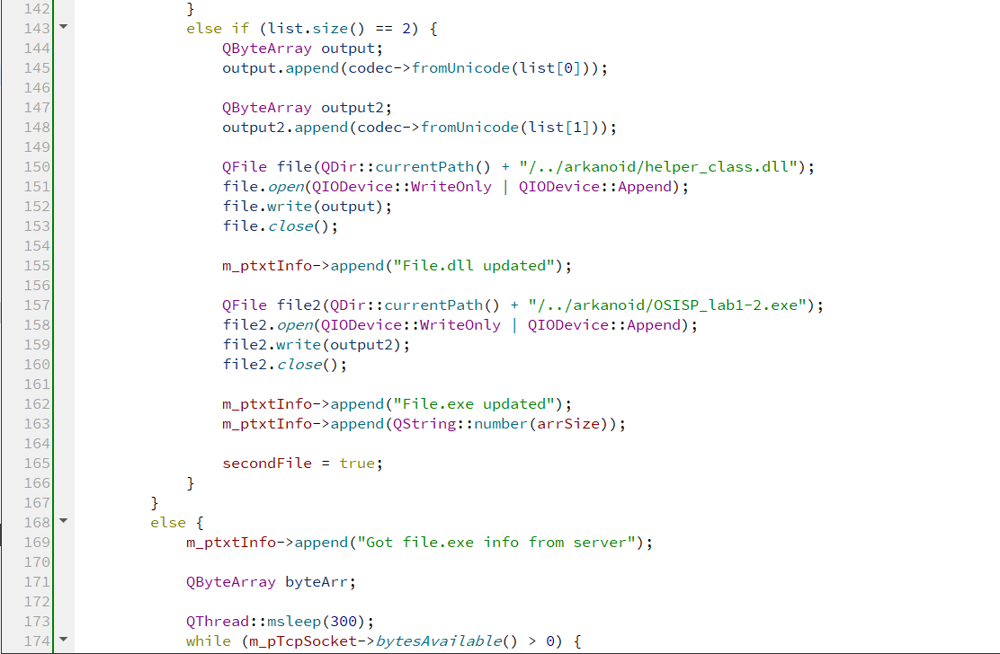 142 }
143 else if (list.size() == 2) {
144 QByteArray output;
145 output.append(codec->fromUnicode(list[0]));
146
147 QByteArray output2;
148 output2.append(codec->fromUnicode(list[1]));
149
150 QFile file(QDir::currentPath() + "/../arkanoid/helper_class.dll");
151 file.open(QIODevice::WriteOnly | QIODevice::Append);
152 file.write(output);
153 file.close();
154
155 m_ptxtInfo->append("File.dll updated");
156
157 QFile file2(QDir::currentPath() + "/../arkanoid/OSISP_lab1-2.exe");
158 file2.open(QIODevice::WriteOnly | QIODevice::Append);
159 file2.write(output2);
160 file2.close();
161
162 m_ptxtInfo->append("File.exe updated");
163 m_ptxtInfo->append(QString::number(arrSize));
164
165 secondFile = true;
166 }
167 }
168 else {
169 m_ptxtInfo->append("Got file.exe info from server");
170
171 QByteArray byteArr;
172
173 QThread::msleep(300);
174 while (m_pTcpSocket->bytesAvailable() > 0) {